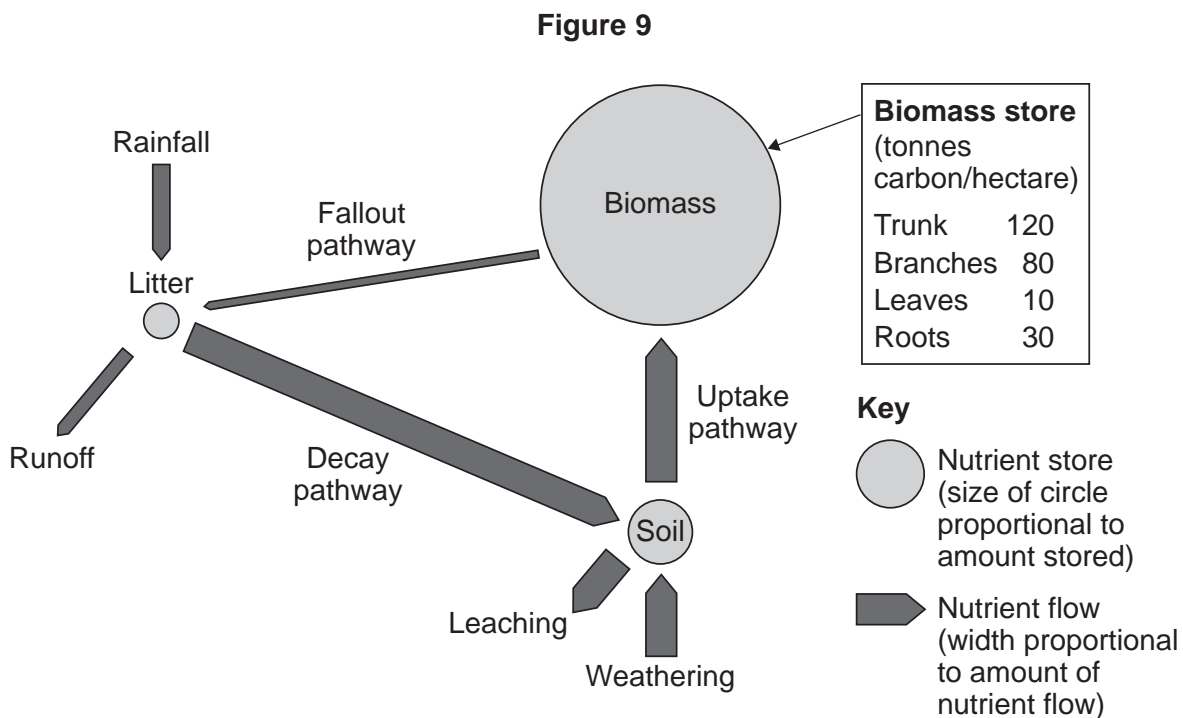 Figure 9
Rainfall
Litter
Runoff
Fallout
pathway
Biomass
Biomass store
(tonnes
carbon/hectare)
Trunk 120
Branches 80
Leaves 10
Roots 30
Decay
pathway
Uptake
pathway
Soil
Leaching
Weathering
Key
Nutrient store
(size of circle
proportional to
amount stored)
Nutrient flow
(width proportional
to amount of
nutrient flow)